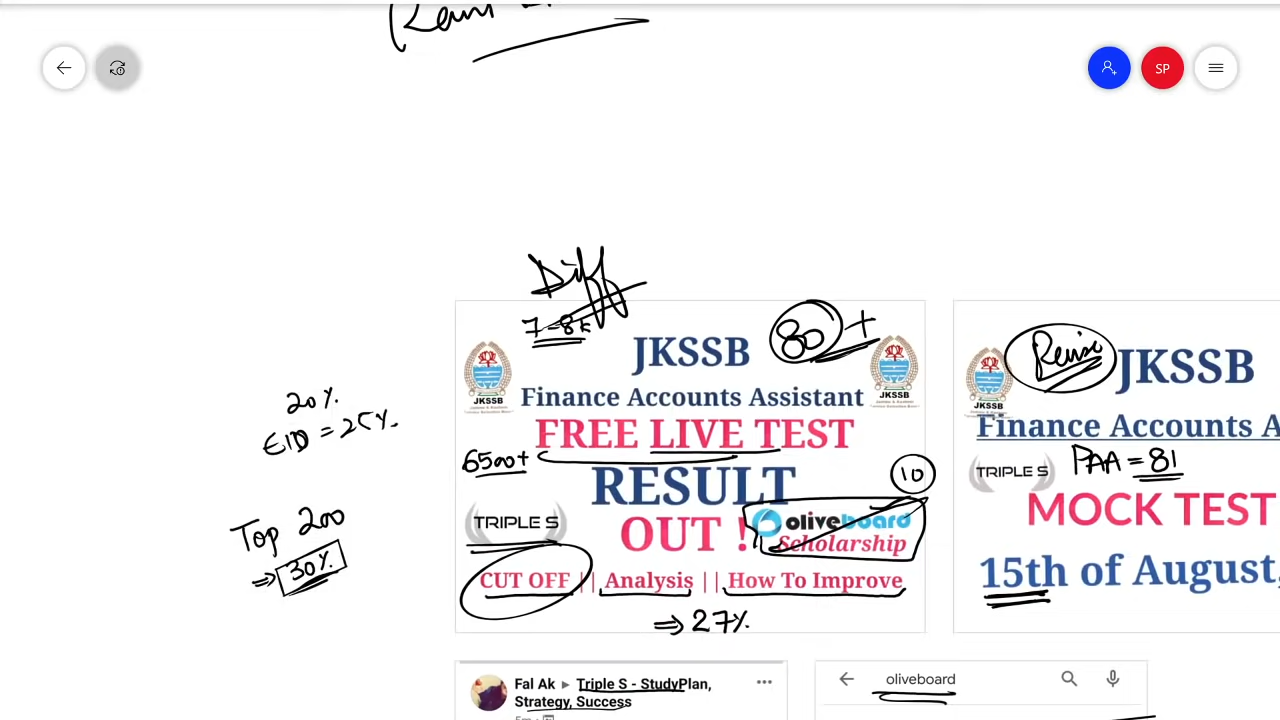 SP
Diff
7-8k
80 +
JKSSB
JKSSB
Finance Accounts Assistant
FREE LIVE TEST
6500+
RESULT
10
TRIPLE S
OUT !
oliveboard
Scholarship
CUT OFF || Analysis || How To Improve
⇒ 27%
20%
EID = 25%
Top 200
⇒ 30%
Revise
JKSSB
JKSSB
Finance Accounts A
TRIPLE S
PAA = 81
MOCK TEST
15th of August,
Fal Ak ▸ Triple S - StudyPlan,
Strategy, Success
oliveboard